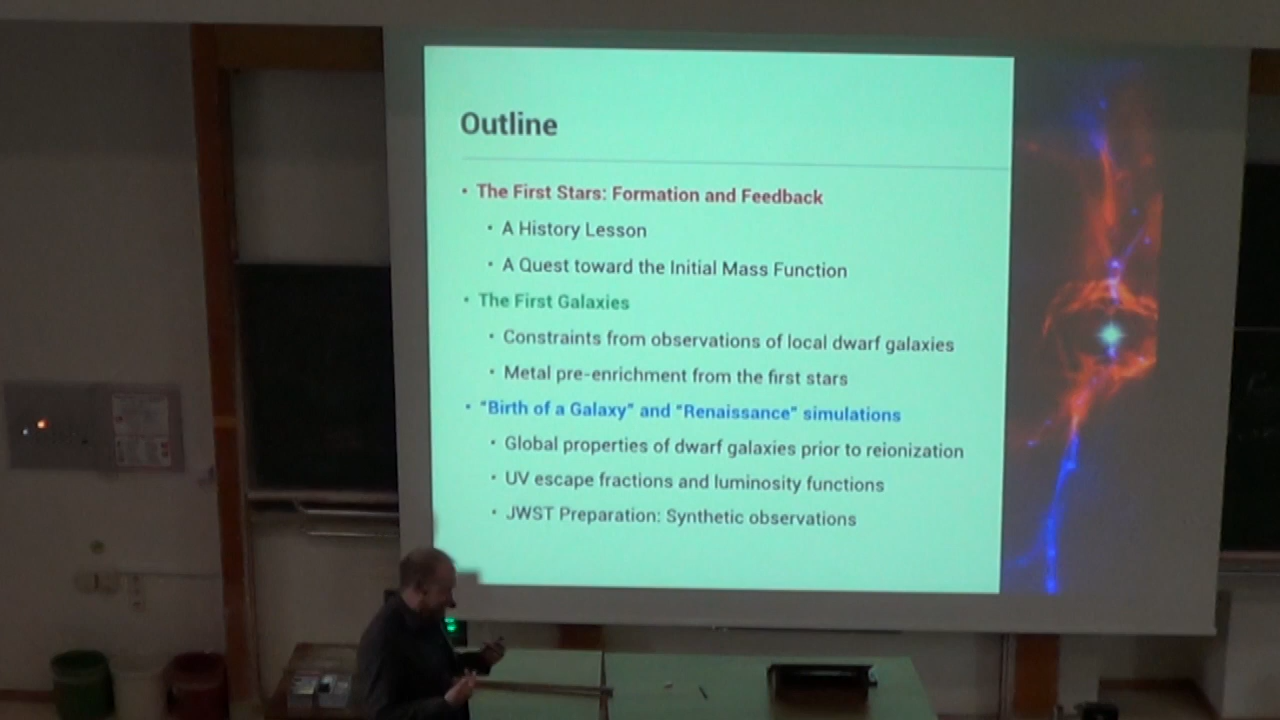 Outline
• The First Stars: Formation and Feedback
• A History Lesson
• A Quest toward the Initial Mass Function
• The First Galaxies
• Constraints from observations of local dwarf galaxies
• Metal pre-enrichment from the first stars
• "Birth of a Galaxy" and "Renaissance" simulations
• Global properties of dwarf galaxies prior to reionization
• UV escape fractions and luminosity functions
• JWST Preparation: Synthetic observations